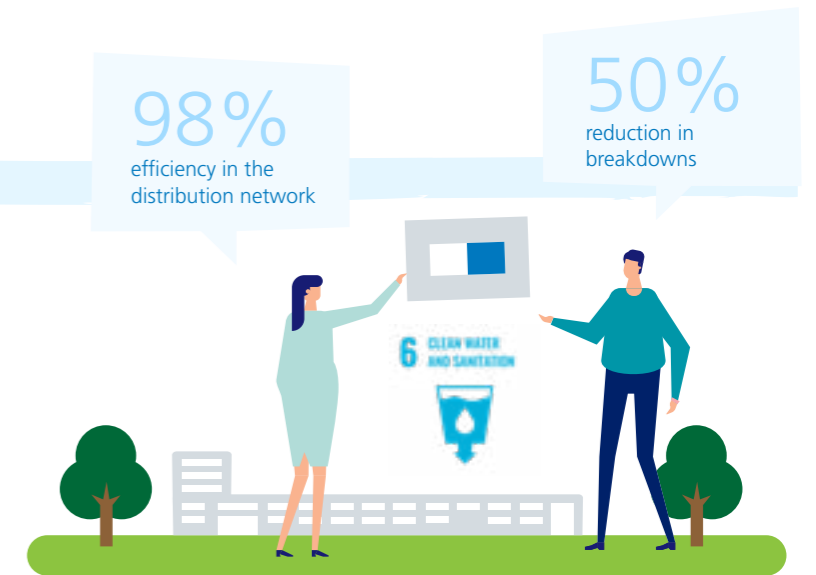 98%
efficiency in the
distribution network
50%
reduction in
breakdowns
6 CLEAN WATER
AND SANITATION